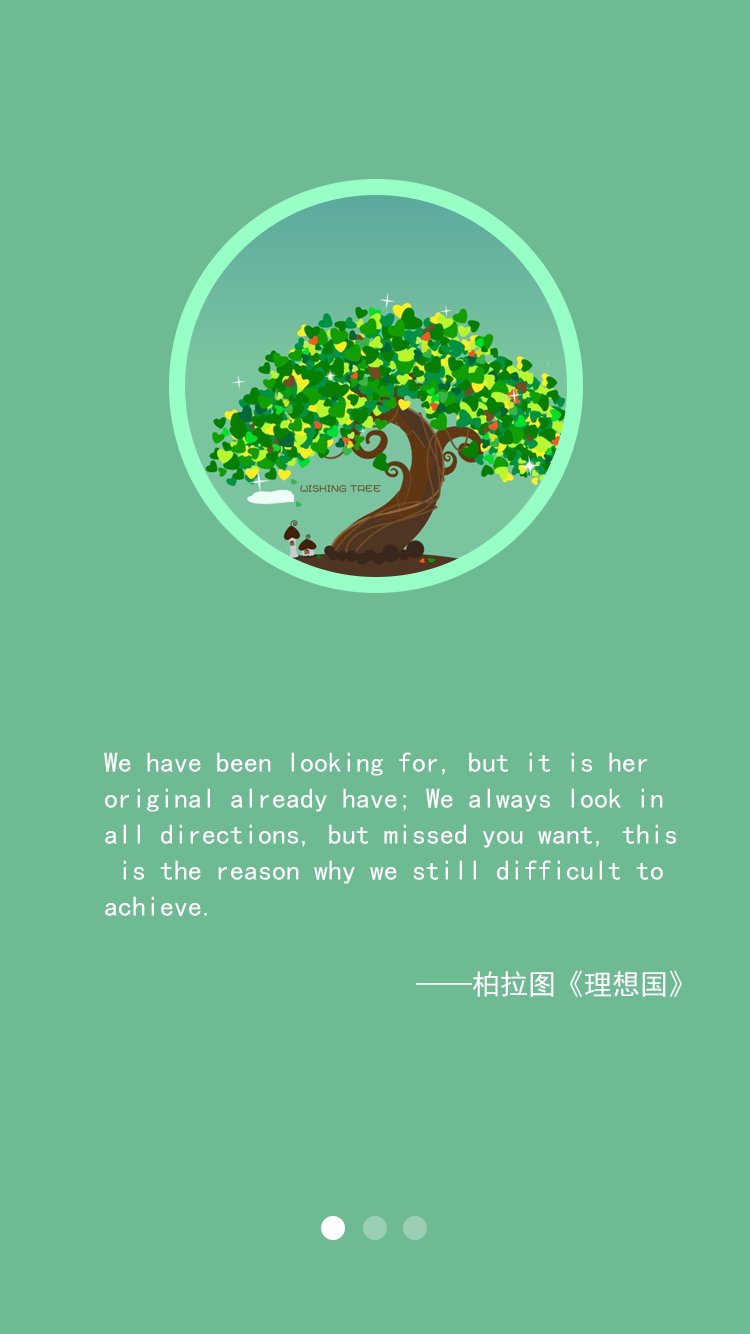 WISHING TREE
We have been looking for, but it is her
original already have; We always look in
all directions, but missed you want, this
is the reason why we still difficult to
achieve.
——柏拉图《理想国》